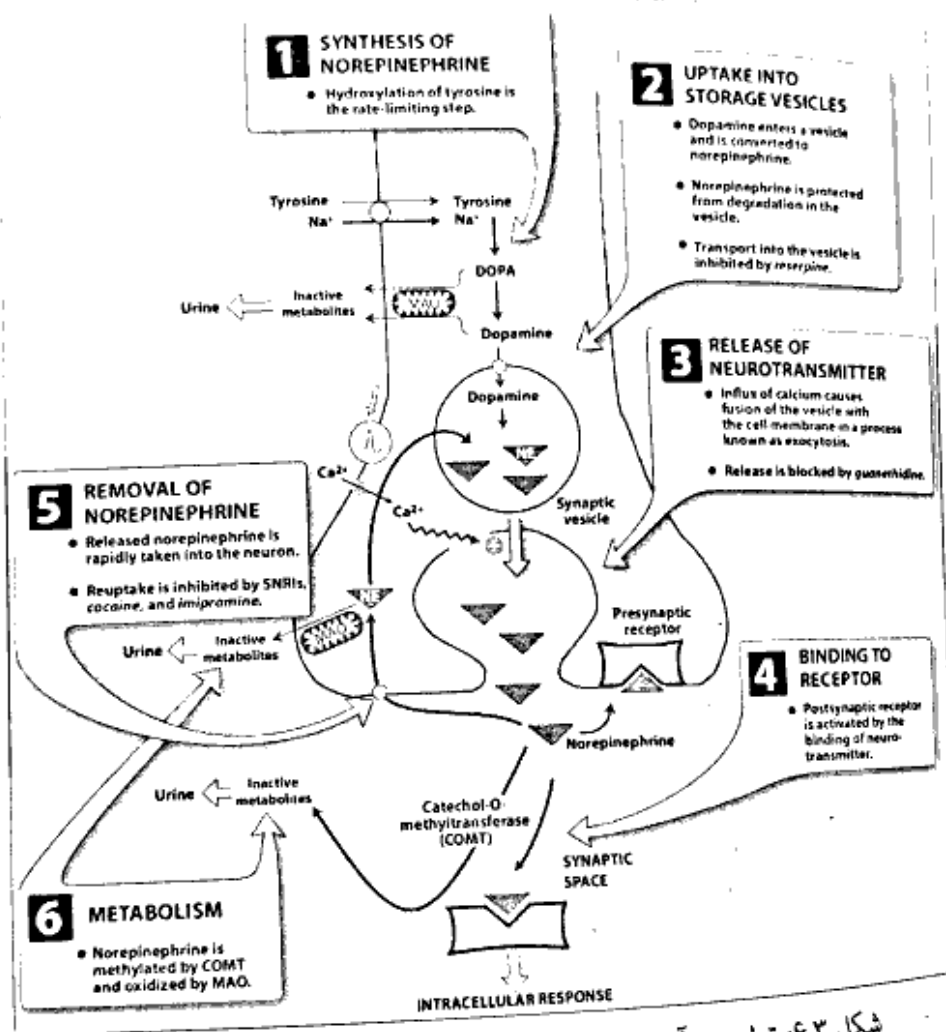 1 SYNTHESIS OF
NOREPINEPHRINE
• Hydroxylation of tyrosine is
the rate-limiting step.
2 UPTAKE INTO
STORAGE VESICLES
• Dopamine enters a vesicle
and is converted to
norepinephrine.
• Norepinephrine is protected
from degradation in the
vesicle.
• Transport into the vesicle is
inhibited by reserpine.
Tyrosine
Na⁺
Tyrosine
Na⁺
DOPA
MAO
Urine
Inactive
metabolites
Dopamine
Dopamine
NE
Synaptic
vesicle
3 RELEASE OF
NEUROTRANSMITTER
• Influx of calcium causes
fusion of the vesicle with
the cell membrane in a process
known as exocytosis.
• Release is blocked by guanethidine.
Ca²⁺
Ca²⁺
5 REMOVAL OF
NOREPINEPHRINE
• Released norepinephrine is
rapidly taken into the neuron.
• Reuptake is inhibited by SNRIs,
cocaine, and imipramine.
NE
Urine
Inactive
metabolites
Presynaptic
receptor
4 BINDING TO
RECEPTOR
• Postsynaptic receptor
is activated by the
binding of neuro-
transmitter.
Norepinephrine
Urine
Inactive
metabolites
Catechol-O-
methyltransferase
(COMT)
SYNAPTIC
SPACE
6 METABOLISM
• Norepinephrine is
methylated by COMT
and oxidized by MAO.
INTRACELLULAR RESPONSE
شکل ۳